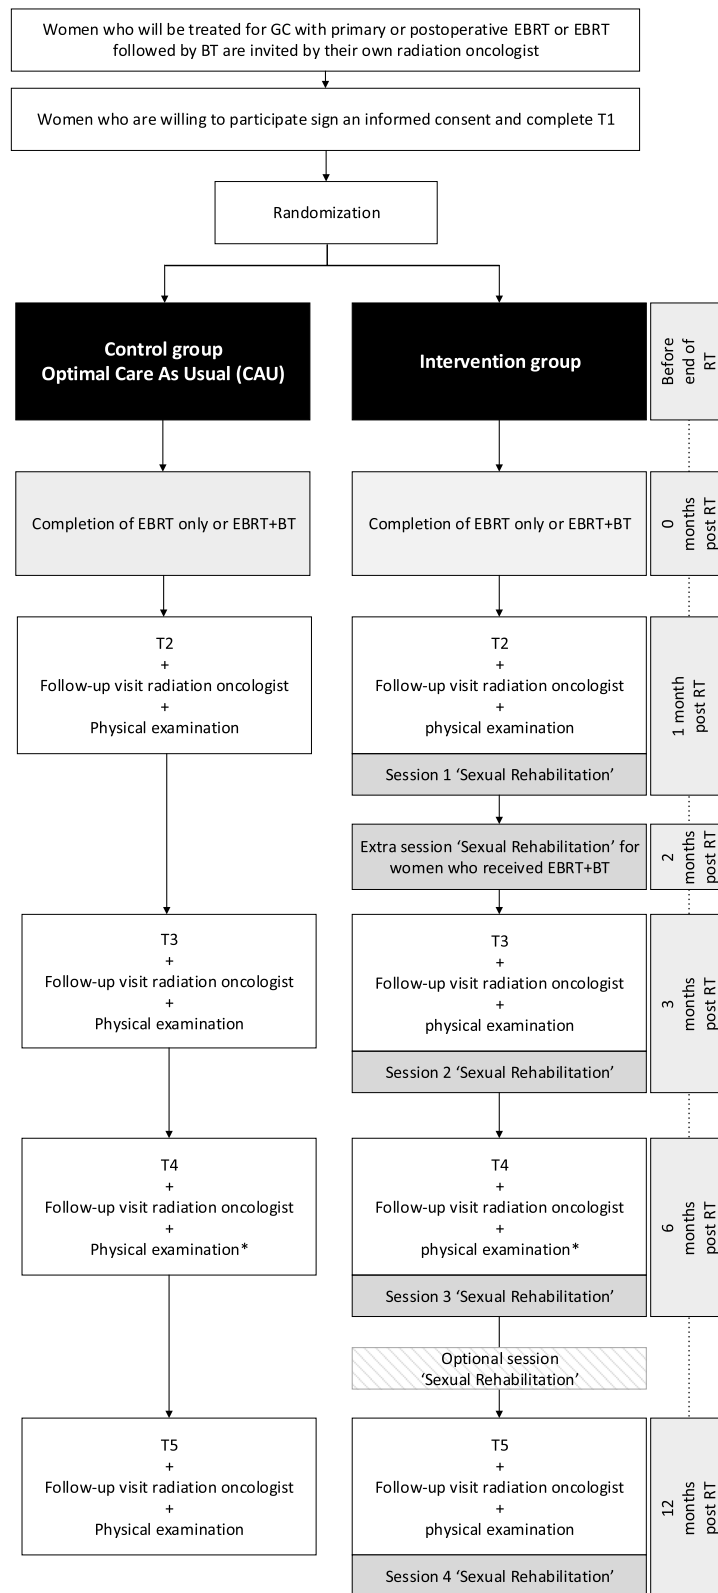 Women who will be treated for GC with primary or postoperative EBRT or EBRT
followed by BT are invited by their own radiation oncologist
Women who are willing to participate sign an informed consent and complete T1
Randomization
Control group
Optimal Care As Usual (CAU)
Intervention group
Before
end of
RT
Completion of EBRT only or EBRT+BT
Completion of EBRT only or EBRT+BT
0
months
post RT
T2
+
Follow-up visit radiation oncologist
+
Physical examination
T2
+
Follow-up visit radiation oncologist
+
physical examination
Session 1 ‘Sexual Rehabilitation’
1 month
post RT
Extra session ‘Sexual Rehabilitation’ for
women who received EBRT+BT
2
months
post RT
T3
+
Follow-up visit radiation oncologist
+
Physical examination
T3
+
Follow-up visit radiation oncologist
+
physical examination
Session 2 ‘Sexual Rehabilitation’
3
months
post RT
T4
+
Follow-up visit radiation oncologist
+
Physical examination*
T4
+
Follow-up visit radiation oncologist
+
physical examination*
Session 3 ‘Sexual Rehabilitation’
6
months
post RT
Optional session
‘Sexual Rehabilitation’
T5
+
Follow-up visit radiation oncologist
+
Physical examination
T5
+
Follow-up visit radiation oncologist
+
physical examination
Session 4 ‘Sexual Rehabilitation’
12
months
post RT